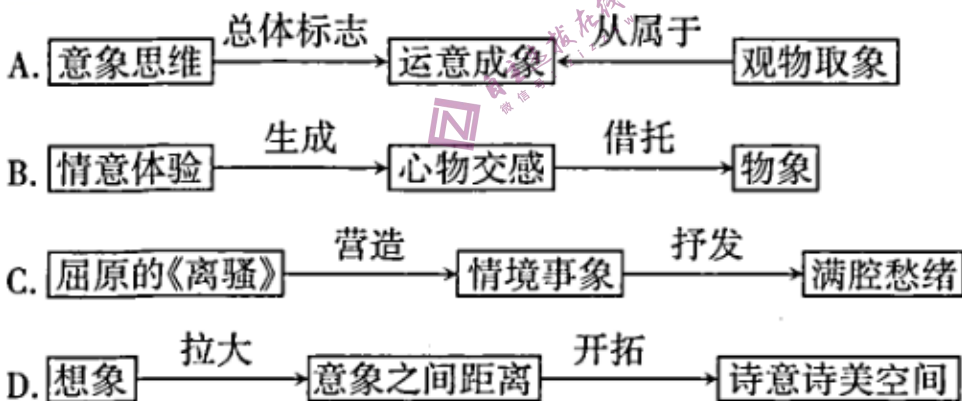 总体标志 从属于
A. 意象思维 运意成象 观物取象
生成 借托
B. 情意体验 心物交感 物象
营造 抒发
C. 屈原的《离骚》 情境事象 满腔愁绪
拉大 开拓
D. 想象 意象之间距离 诗意诗美空间
微信号